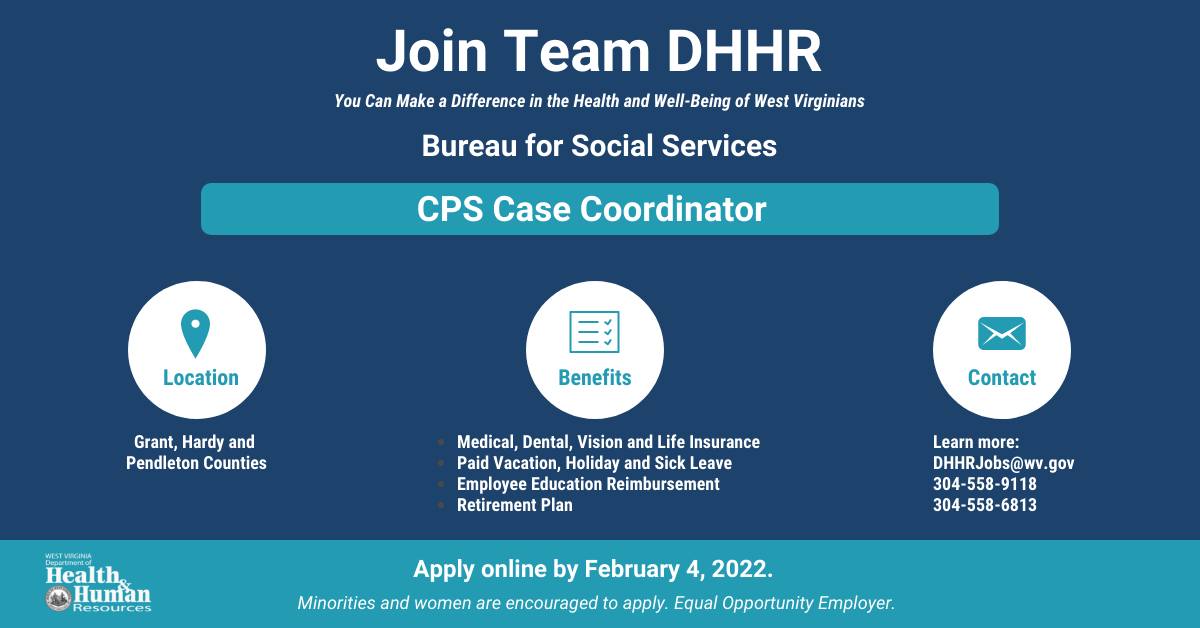 Join Team DHHR
You Can Make a Difference in the Health and Well-Being of West Virginians
Bureau for Social Services
CPS Case Coordinator
Location
Grant, Hardy and
Pendleton Counties
Benefits
Medical, Dental, Vision and Life Insurance
Paid Vacation, Holiday and Sick Leave
Employee Education Reimbursement
Retirement Plan
Contact
Learn more:
DHHRJobs@wv.gov
304-558-9118
304-558-6813
WEST VIRGINIA
Department of
Health
&
Human
Resources
Apply online by February 4, 2022.
Minorities and women are encouraged to apply. Equal Opportunity Employer.